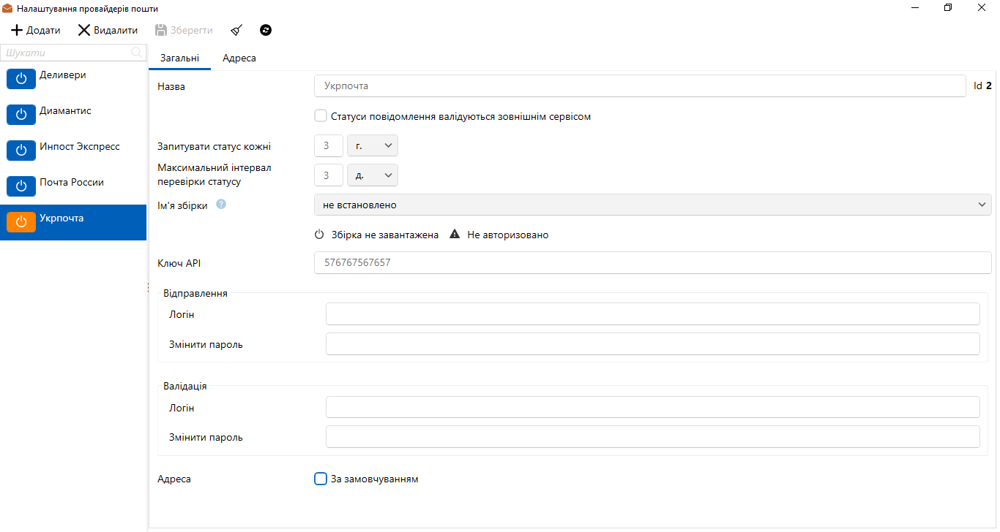 Налаштування провайдерів пошти
Додати Видалити Зберегти
Шукати
Деливери
Диамантис
Инпост Экспресс
Почта России
Укрпочта
Загальні Адреса
Назва Укрпочта Id 2
Статуси повідомлення валідуються зовнішнім сервісом
Запитувати статус кожні 3 г.
Максимальний інтервал
перевірки статусу 3 д.
Ім'я збірки ? не встановлено
Збірка не завантажена Не авторизовано
Ключ API 576767567657
Відправлення
Логін
Змінити пароль
Валідація
Логін
Змінити пароль
Адреса За замовчуванням